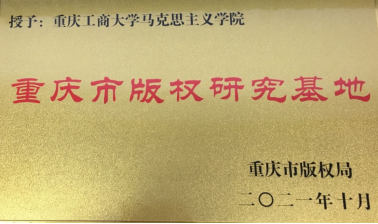 授予：重庆工商大学马克思主义学院
重庆市版权研究基地
重庆市版权局
二〇二一年十月